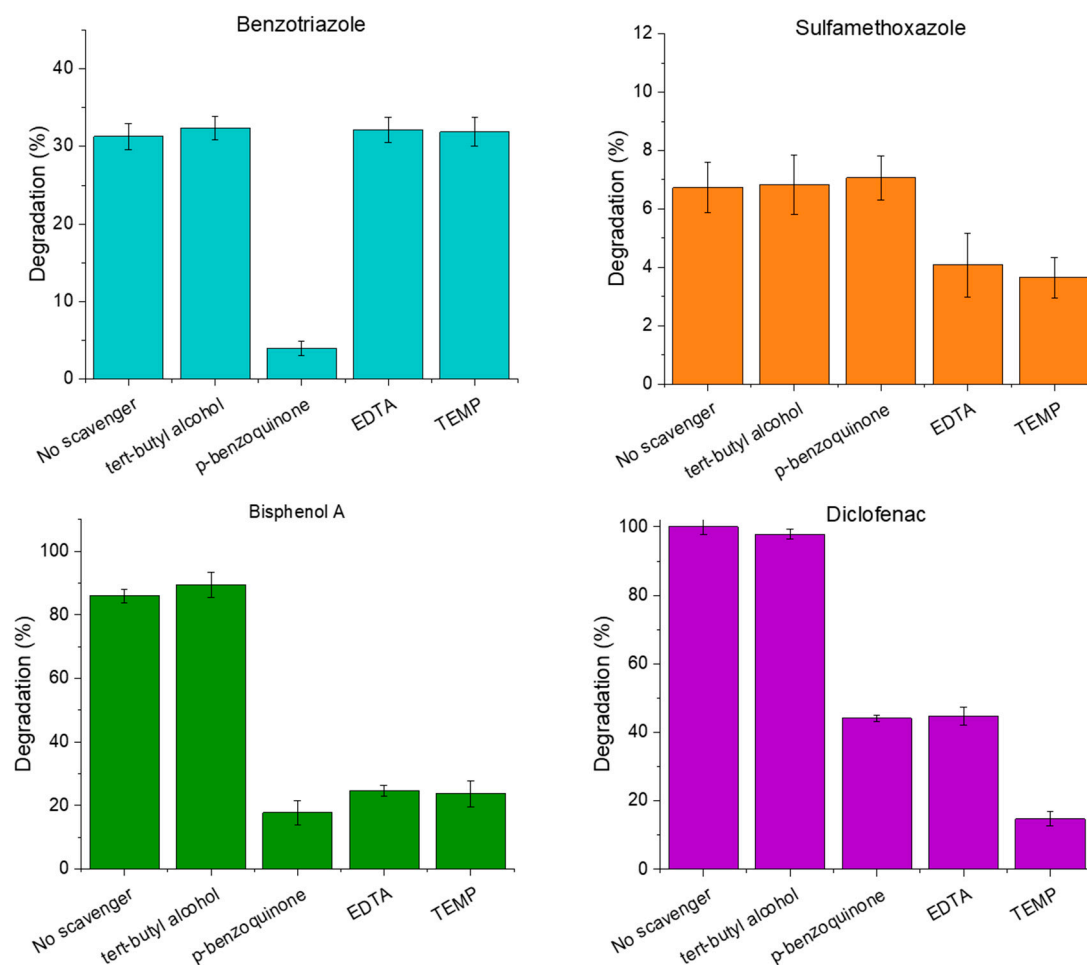 Benzotriazole
Degradation (%)
40
30
20
10
0
No scavenger
tert-butyl alcohol
p-benzoquinone
EDTA
TEMP
Sulfamethoxazole
Degradation (%)
12
10
8
6
4
2
0
No scavenger
tert-butyl alcohol
p-benzoquinone
EDTA
TEMP
Bisphenol A
Degradation (%)
100
80
60
40
20
0
No scavenger
tert-butyl alcohol
p-benzoquinone
EDTA
TEMP
Diclofenac
Degradation (%)
100
80
60
40
20
0
No scavenger
tert-butyl alcohol
p-benzoquinone
EDTA
TEMP